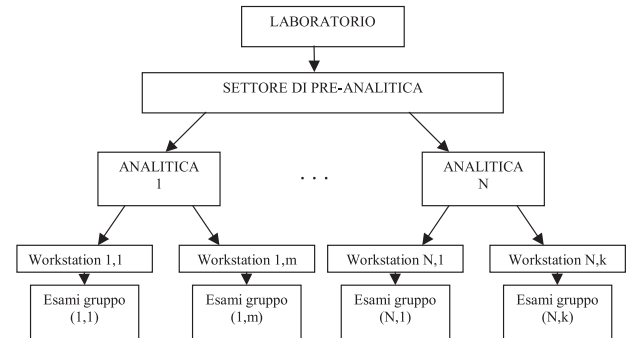 LABORATORIO
SETTORE DI PRE-ANALITICA
ANALITICA
1
. . .
ANALITICA
N
Workstation 1,1
Workstation 1,m
Workstation N,1
Workstation N,k
Esami gruppo
(1,1)
Esami gruppo
(1,m)
Esami gruppo
(N,1)
Esami gruppo
(N,k)